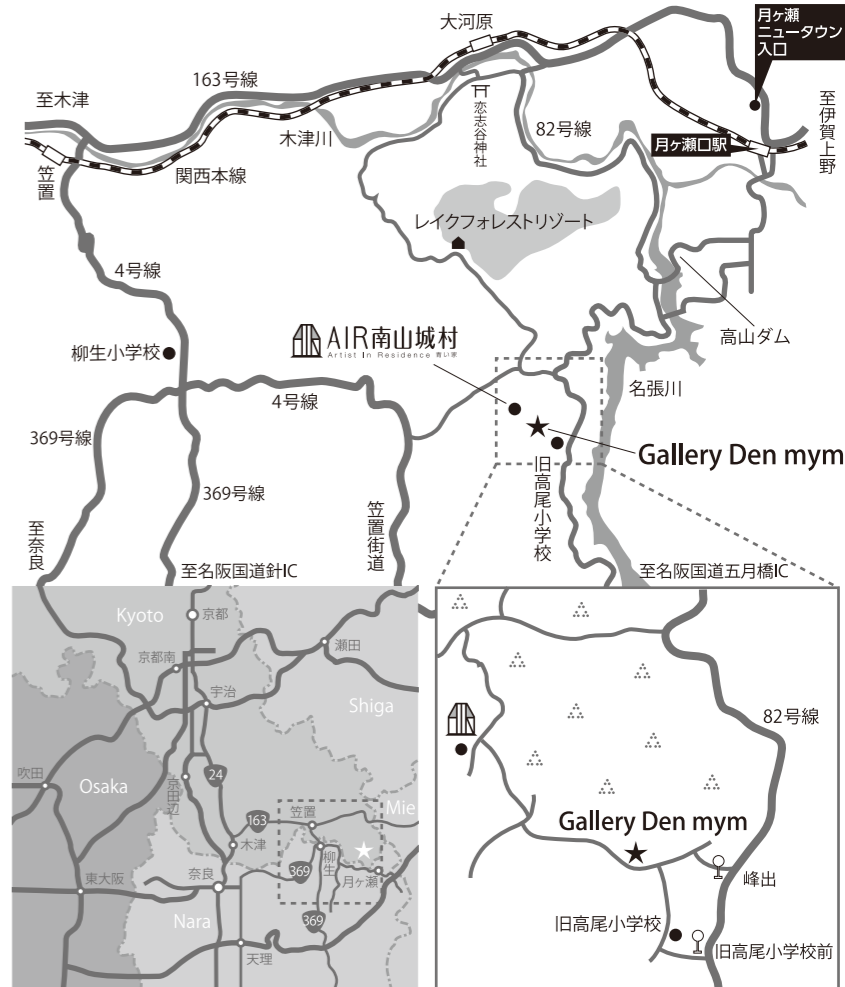 大河原
月ヶ瀬
ニュータウン
入口
163号線
至木津
至伊賀上野
恋志谷神社
82号線
木津川
月ヶ瀬口駅
笠置
関西本線
レイクフォレストリゾート
4号線
高山ダム
AIR南山城村
Artist In Residence 青い家
柳生小学校
名張川
4号線
369号線
Gallery Den mym
旧高尾小学校
369号線
笠置街道
至奈良
至名阪国道針IC
至名阪国道五月橋IC
Kyoto
京都
瀬田
京都南
宇治
Shiga
82号線
吹田
24
Osaka
京田辺
Mie
163
笠置
木津
柳生
369
月ヶ瀬
東大阪
奈良
Nara
369
天理
Gallery Den mym
峰出
旧高尾小学校
旧高尾小学校前